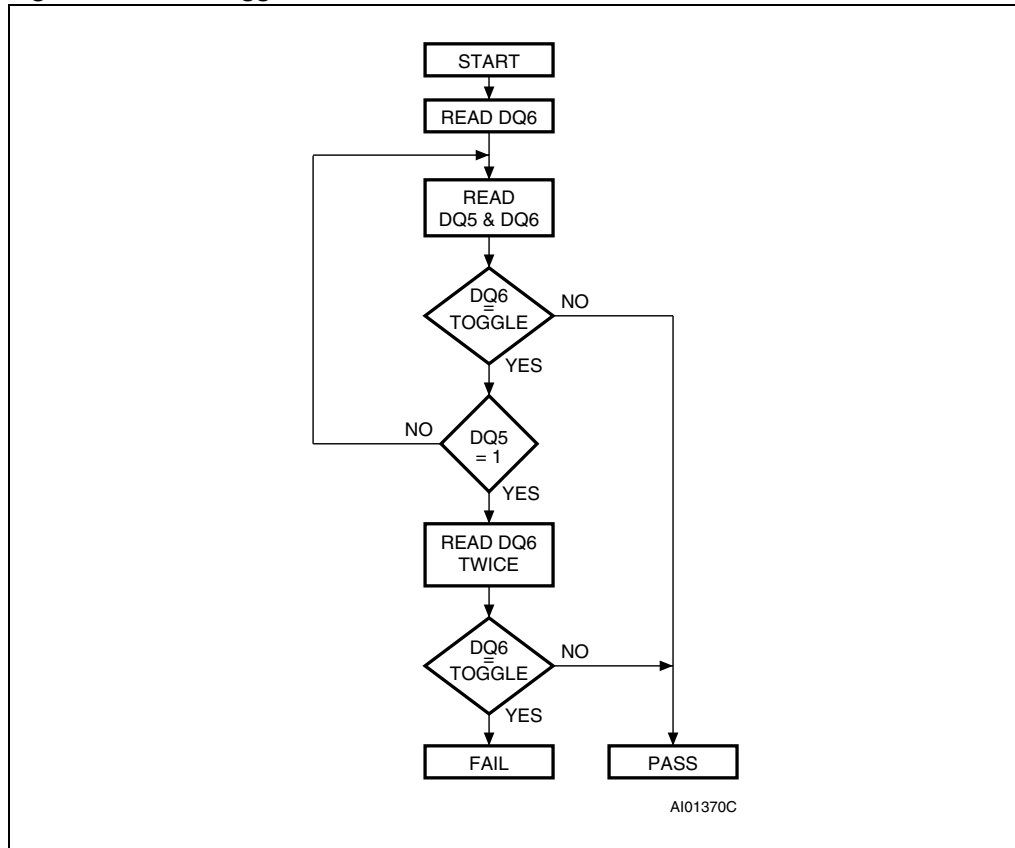 START
READ DQ6
READ
DQ5 & DQ6
DQ6
=
TOGGLE
NO
YES
NO
DQ5
= 1
YES
READ DQ6
TWICE
DQ6
=
TOGGLE
NO
YES
FAIL
PASS
AI01370C